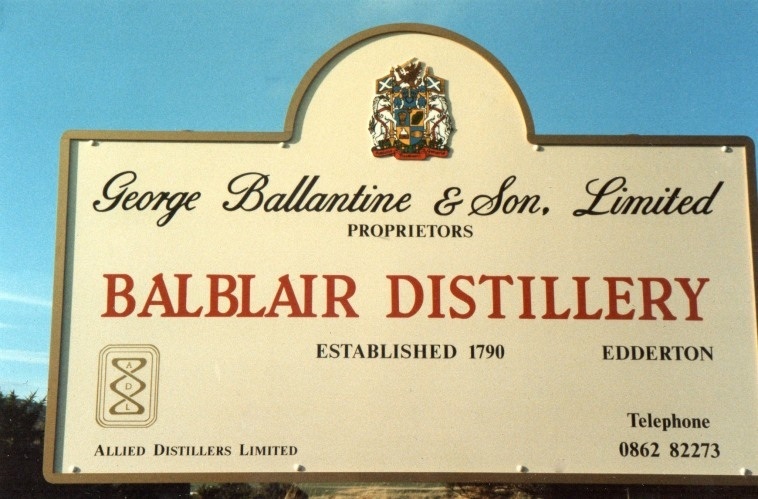 George Ballantine & Son, Limited
PROPRIETORS
BALBLAIR DISTILLERY
ESTABLISHED 1790 EDDERTON
A
D
L
Telephone
ALLIED DISTILLERS LIMITED 0862 82273